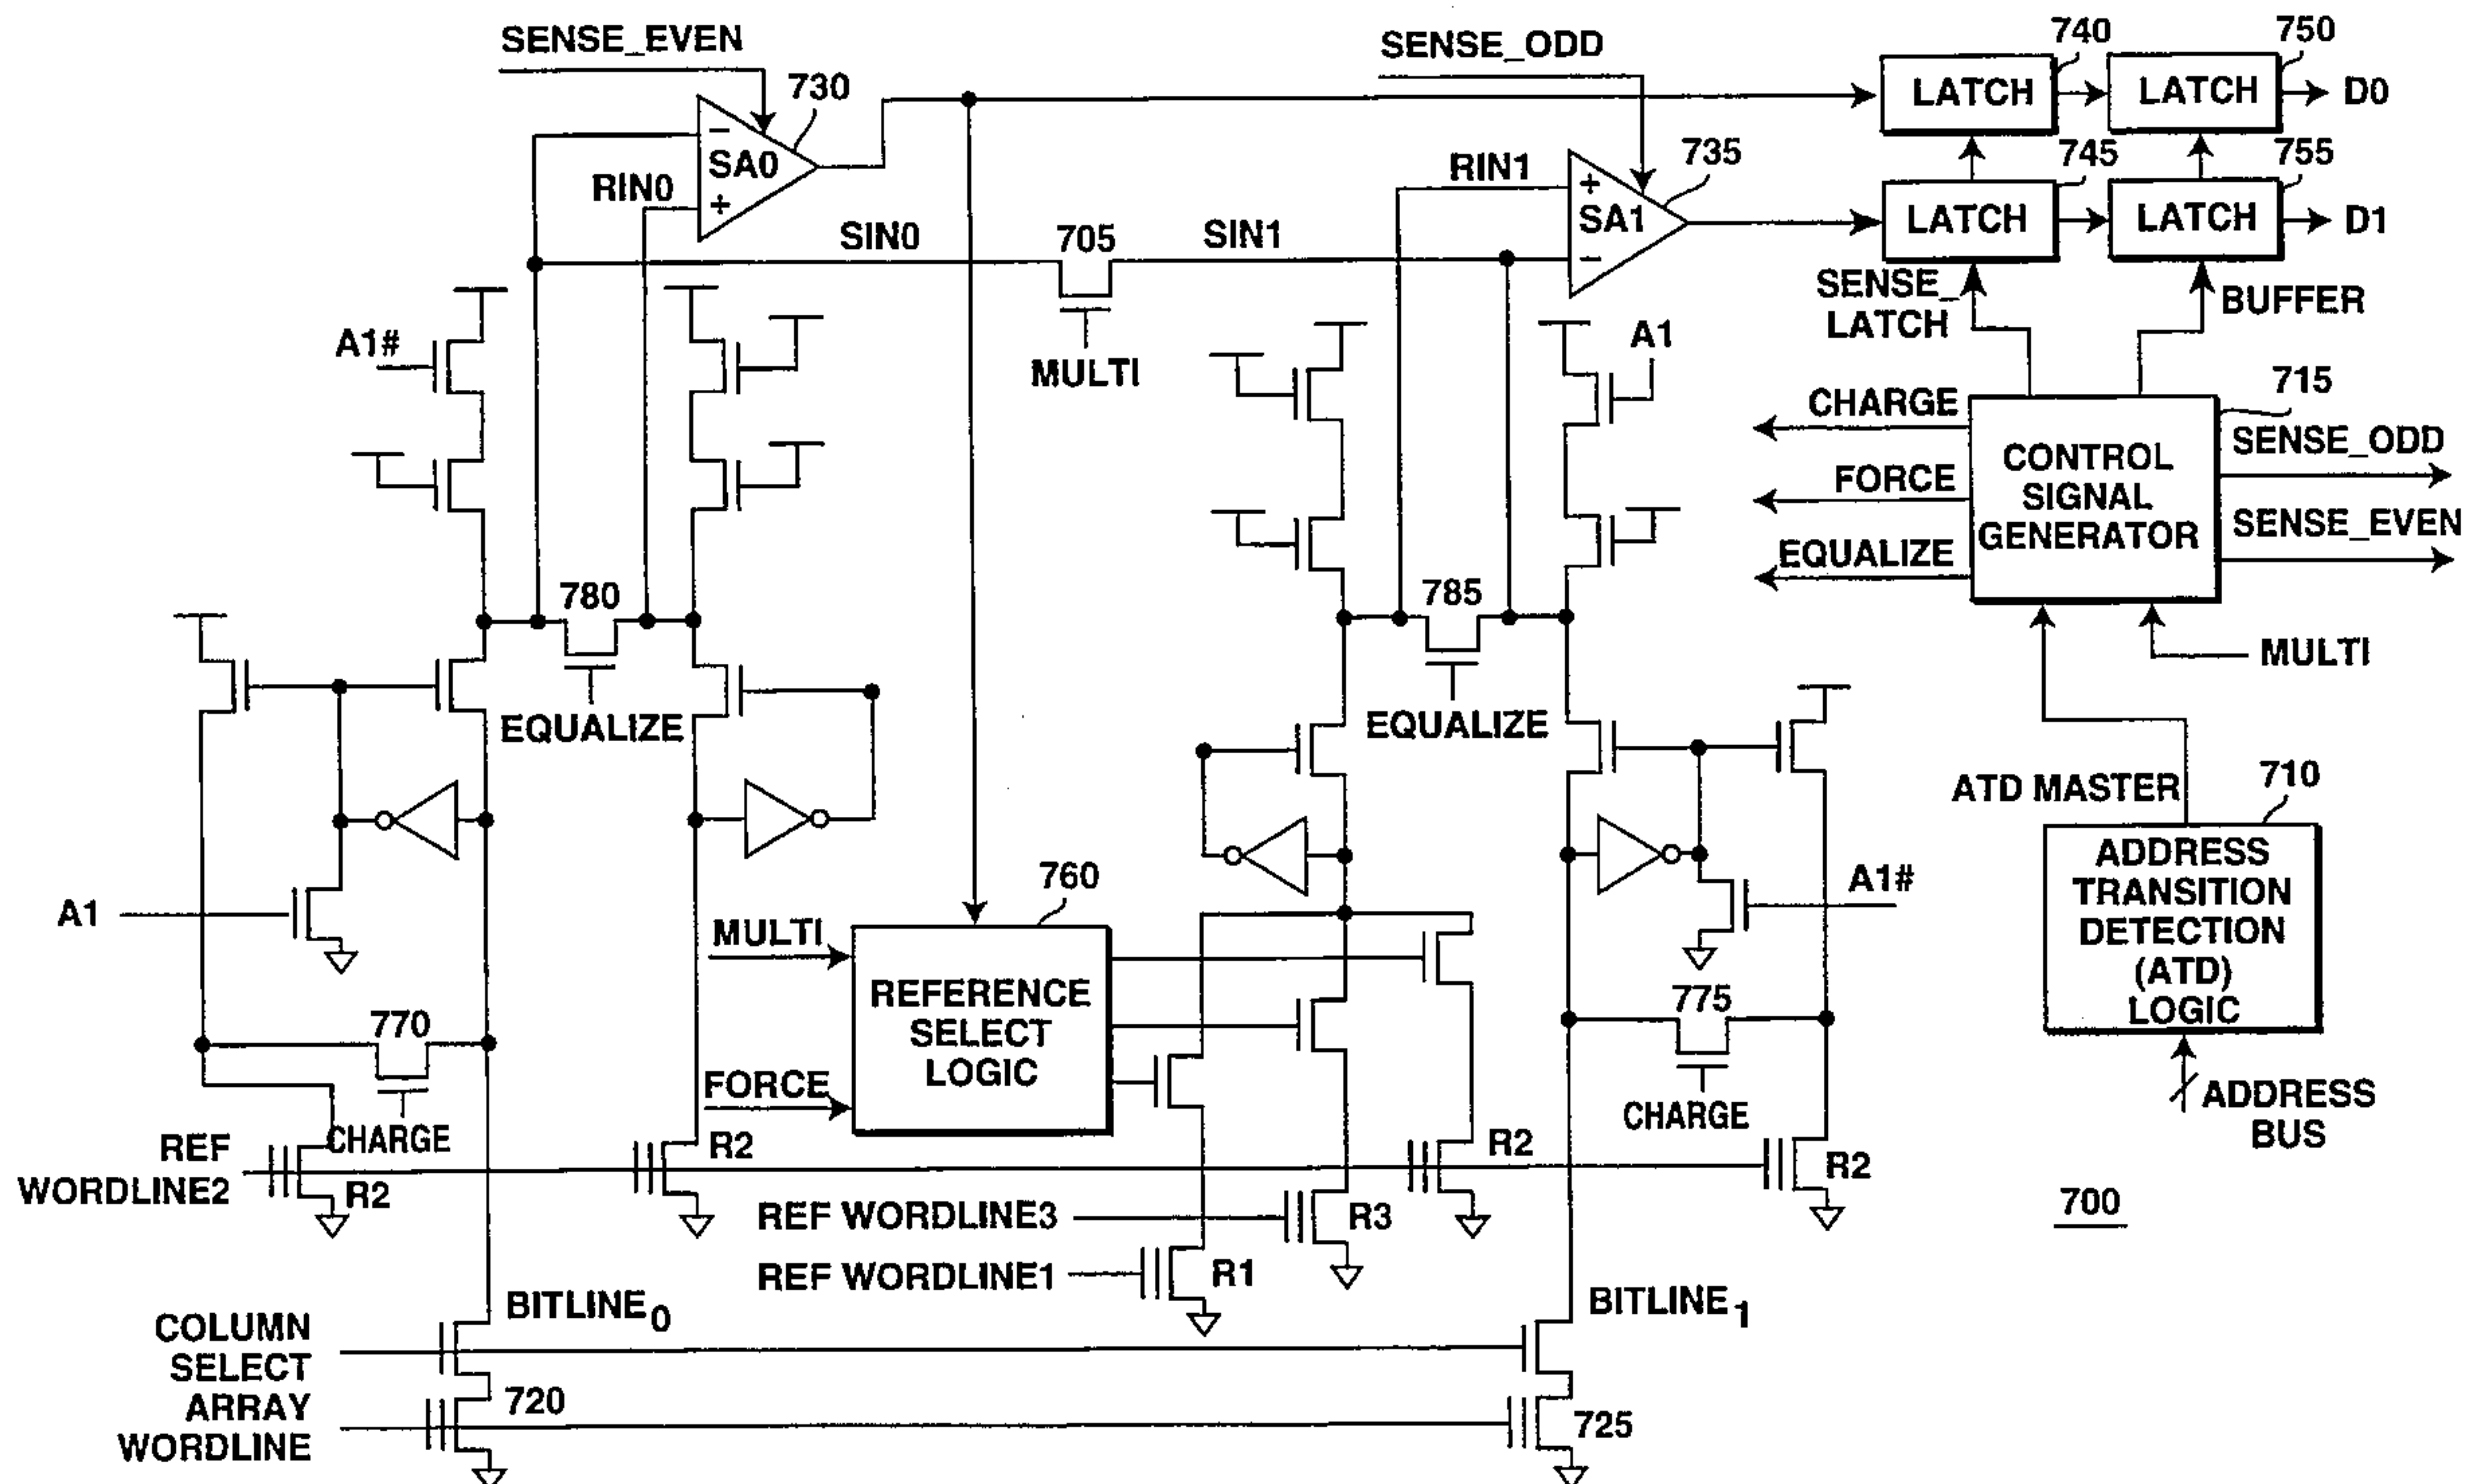 SENSE_EVEN
730
SA0
−
+
RIN0
SIN0
705
MULTI
SIN1
SENSE_ODD
735
RIN1
+
SA1
−
740
LATCH
750
LATCH
D0
745
LATCH
755
LATCH
D1
SENSE_
LATCH
BUFFER
715
CHARGE
FORCE
EQUALIZE
CONTROL
SIGNAL
GENERATOR
SENSE_ODD
SENSE_EVEN
MULTI
ATD MASTER
710
ADDRESS
TRANSITION
DETECTION
(ATD)
LOGIC
ADDRESS
BUS
A1#
780
EQUALIZE
A1
785
EQUALIZE
A1
770
CHARGE
760
MULTI
FORCE
REFERENCE
SELECT
LOGIC
A1#
775
CHARGE
REF
WORDLINE2
R2
R2
R2
R2
REF WORDLINE3
R3
REF WORDLINE1
R1
700
BITLINE0
BITLINE1
COLUMN
SELECT
ARRAY
WORDLINE
720
725